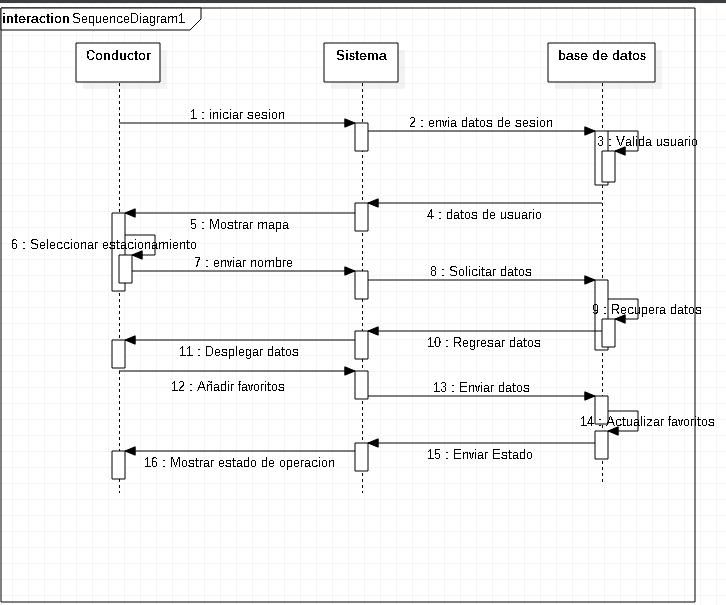 interaction SequenceDiagram1
Conductor
Sistema
base de datos
1 : iniciar sesion
2 : envia datos de sesion
3 : Valida usuario
4 : datos de usuario
5 : Mostrar mapa
6 : Seleccionar estacionamiento
7 : enviar nombre
8 : Solicitar datos
9 : Recupera datos
10 : Regresar datos
11 : Desplegar datos
12 : Añadir favoritos
13 : Enviar datos
14 : Actualizar favoritos
15 : Enviar Estado
16 : Mostrar estado de operacion